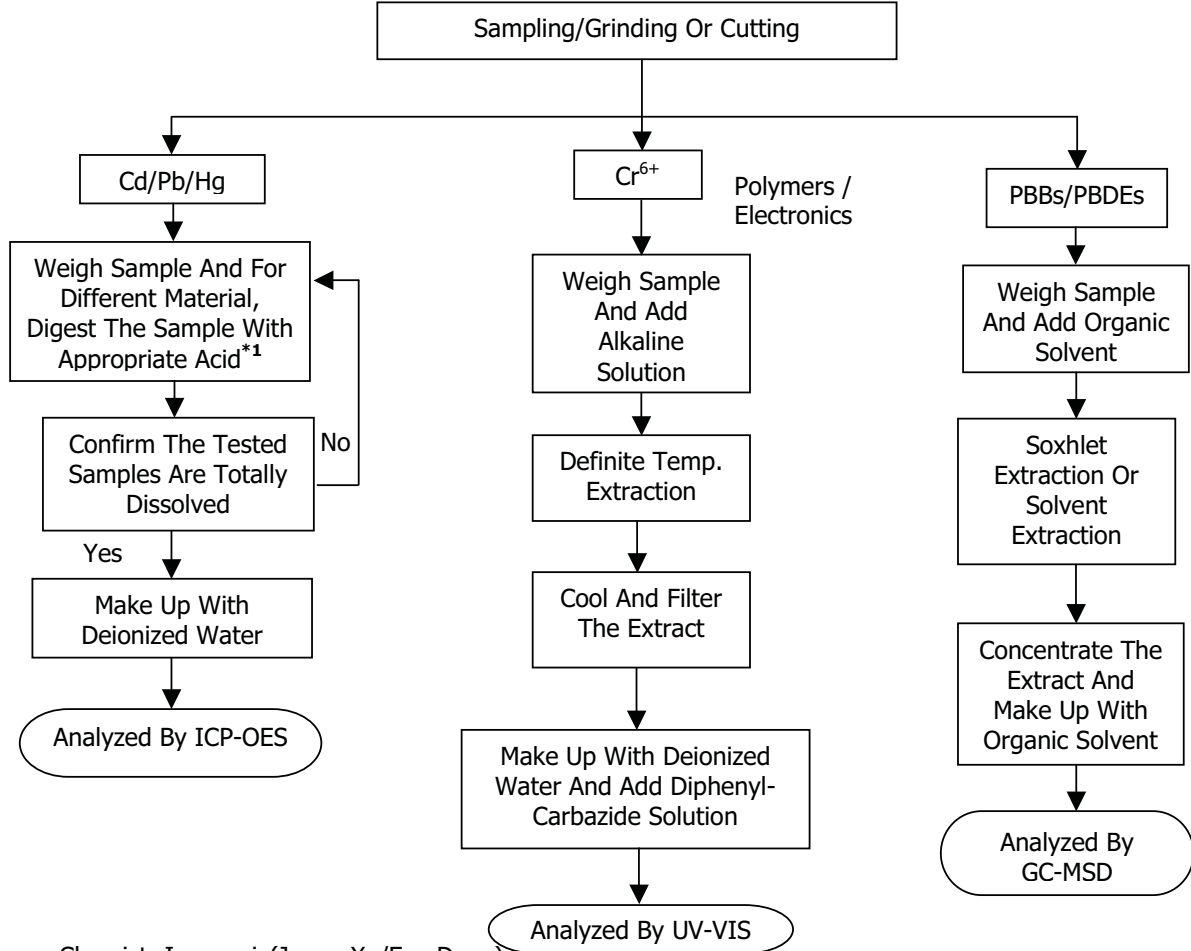 Sampling/Grinding Or Cutting
Cd/Pb/Hg
Weigh Sample And For
Different Material,
Digest The Sample With
Appropriate Acid*1
Confirm The Tested
Samples Are Totally
Dissolved
No
Yes
Make Up With
Deionized Water
Analyzed By ICP-OES
Cr6+
Polymers /
Electronics
Weigh Sample
And Add
Alkaline
Solution
Definite Temp.
Extraction
Cool And Filter
The Extract
Make Up With Deionized
Water And Add Diphenyl-
Carbazide Solution
Analyzed By UV-VIS
PBBs/PBDEs
Weigh Sample
And Add Organic
Solvent
Soxhlet
Extraction Or
Solvent
Extraction
Concentrate The
Extract And
Make Up With
Organic Solvent
Analyzed By
GC-MSD